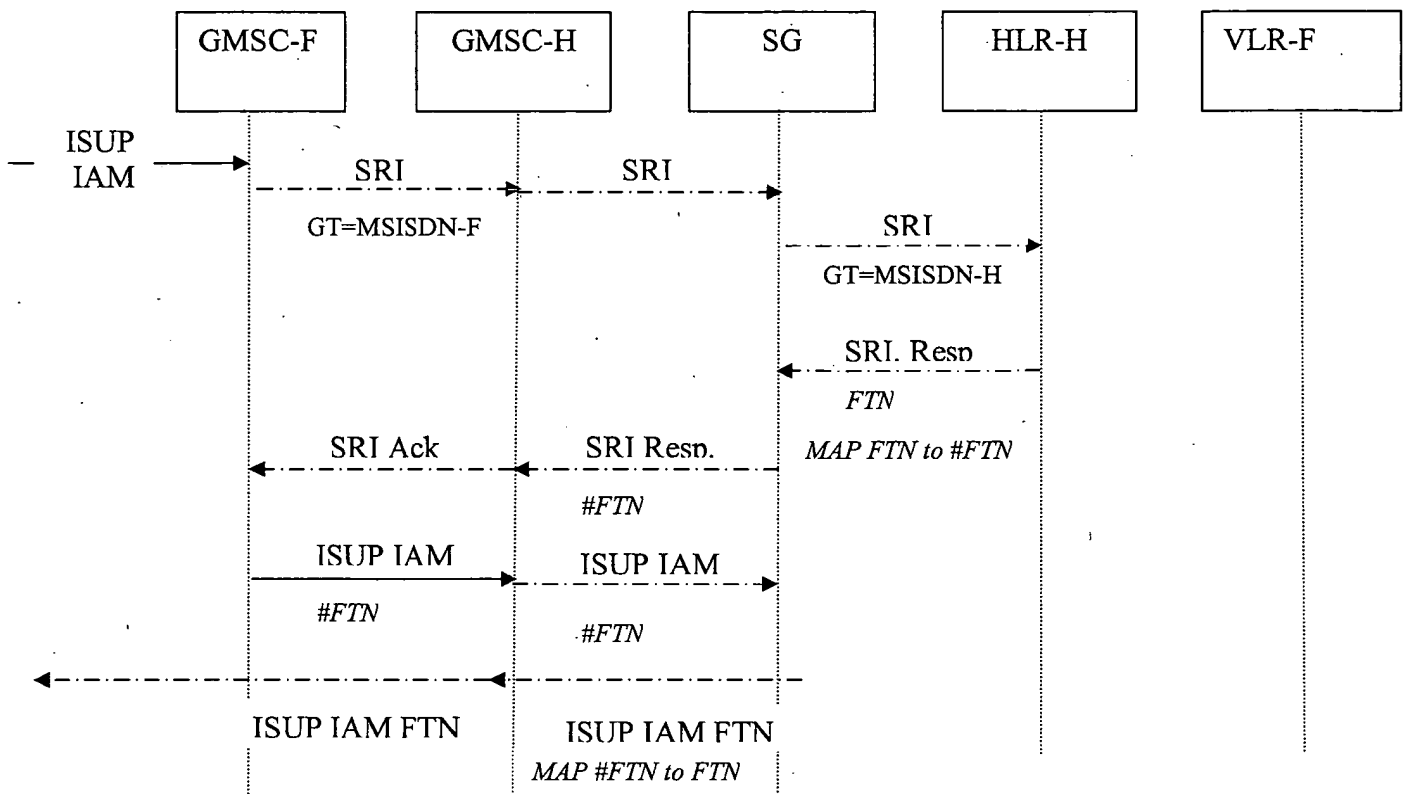 GMSC-F
GMSC-H
SG
HLR-H
VLR-F
ISUP
IAM
SRI
SRI
GT=MSISDN-F
SRI
GT=MSISDN-H
SRI. Resp
FTN
SRI Ack
SRI Resp.
MAP FTN to #FTN
#FTN
ISUP IAM
ISUP IAM
#FTN
#FTN
ISUP IAM FTN
ISUP IAM FTN
MAP #FTN to FTN